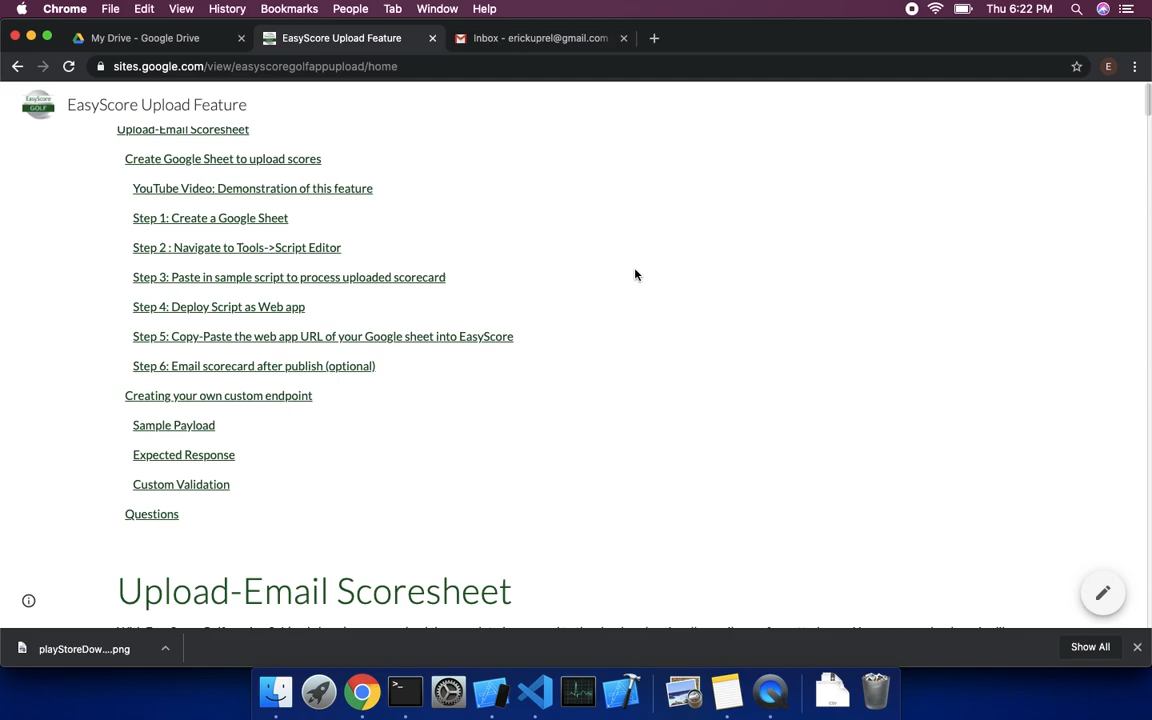 Chrome File Edit View History Bookmarks People Tab Window Help Thu 6:22 PM
My Drive - Google Drive EasyScore Upload Feature Inbox - erickuprel@gmail.com
sites.google.com/view/easyscoregolfappupload/home E
EasyScore GOLF EasyScore Upload Feature
Upload-Email Scoresheet
Create Google Sheet to upload scores
YouTube Video: Demonstration of this feature
Step 1: Create a Google Sheet
Step 2 : Navigate to Tools->Script Editor
Step 3: Paste in sample script to process uploaded scorecard
Step 4: Deploy Script as Web app
Step 5: Copy-Paste the web app URL of your Google sheet into EasyScore
Step 6: Email scorecard after publish (optional)
Creating your own custom endpoint
Sample Payload
Expected Response
Custom Validation
Questions
Upload-Email Scoresheet
playStoreDow....png Show All